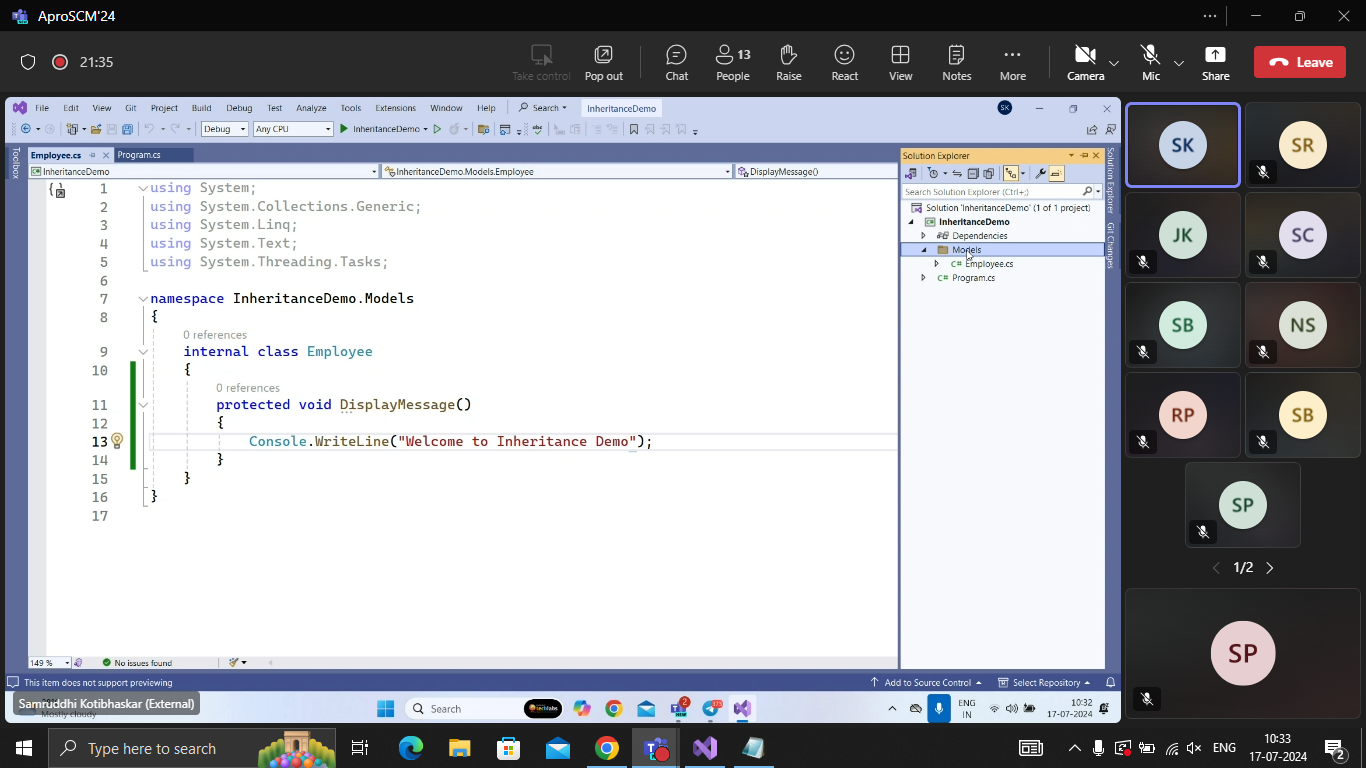 AproSCM'24
21:35
Take control
Pop out
Chat
13
People
Raise
React
View
Notes
More
Camera
Mic
Share
Leave
File Edit View Git Project Build Debug Test Analyze Tools Extensions Window Help Search InheritanceDemo SK
Debug Any CPU InheritanceDemo
Toolbox
Employee.cs Program.cs
InheritanceDemo InheritanceDemo.Models.Employee DisplayMessage()
1 using System;
2 using System.Collections.Generic;
3 using System.Linq;
4 using System.Text;
5 using System.Threading.Tasks;
6
7 namespace InheritanceDemo.Models
8 {
0 references
9 internal class Employee
10 {
0 references
11 protected void DisplayMessage()
12 {
13 Console.WriteLine("Welcome to Inheritance Demo");
14 }
15 }
16 }
17
149 % No issues found
Solution Explorer
Search Solution Explorer (Ctrl+;)
Solution 'InheritanceDemo' (1 of 1 project)
InheritanceDemo
Dependencies
Models
Employee.cs
Program.cs
Solution Explorer
Git Changes
This item does not support previewing Add to Source Control Select Repository
Samruddhi Kotibhaskar (External)
Mostly cloudy
Search techlabs 2
ENG
IN
10:32
17-07-2024
SK
SR
JK
SC
SB
NS
RP
SB
SP
1/2
SP
Type here to search
ENG
10:33
17-07-2024
2